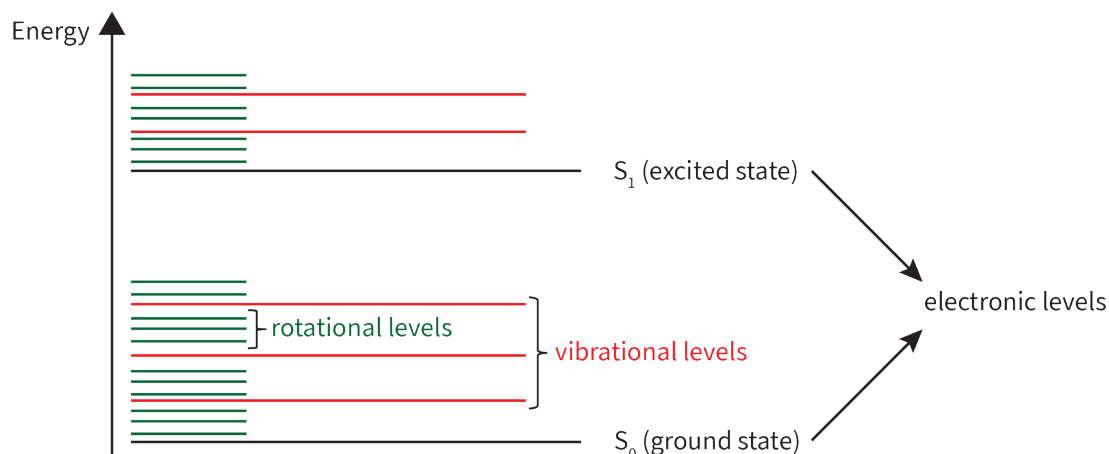 Energy
S₁ (excited state)
electronic levels
rotational levels
vibrational levels
S₀ (ground state)